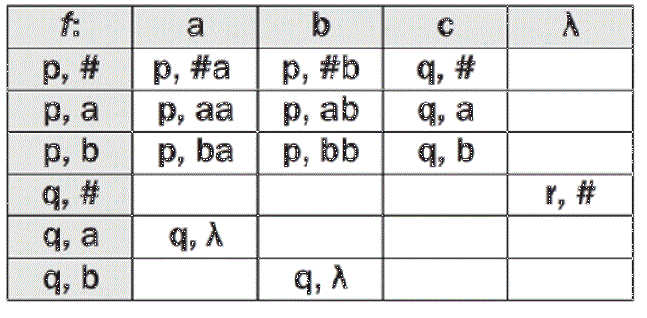 f: a b c λ
p, # p, #a p, #b q, #
p, a p, aa p, ab q, a
p, b p, ba p, bb q, b
q, # r, #
q, a q, λ
q, b q, λ